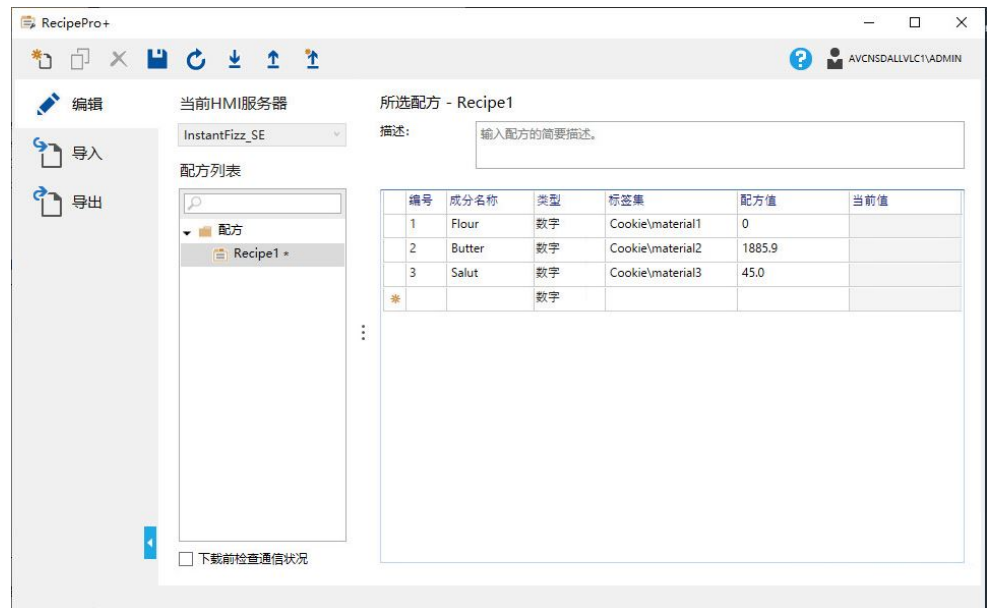 RecipePro+
AVCNSDALLVLC1\ADMIN
编辑
导入
导出
当前HMI服务器
InstantFizz_SE
配方列表
配方
Recipe1 *
下载前检查通信状况
所选配方 - Recipe1
描述: 输入配方的简要描述。
编号 成分名称 类型 标签集 配方值 当前值
1 Flour 数字 Cookie\material1 0
2 Butter 数字 Cookie\material2 1885.9
3 Salut 数字 Cookie\material3 45.0
数字